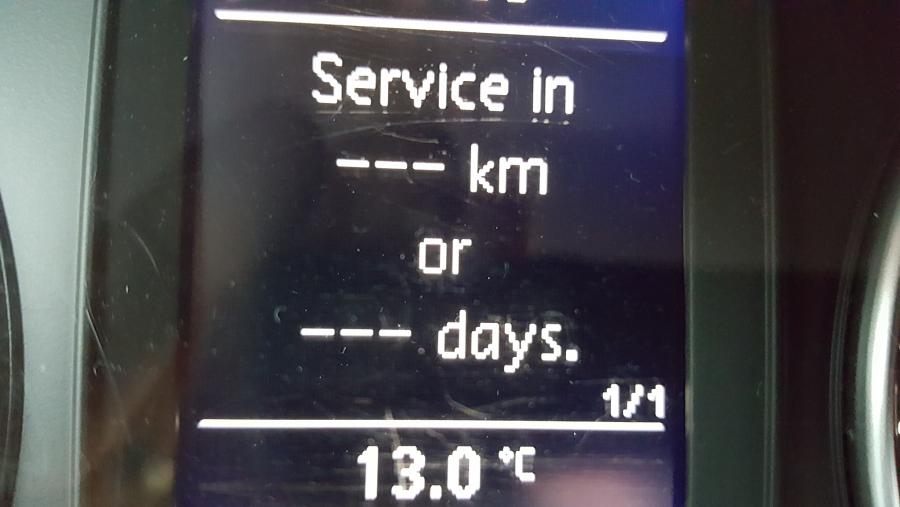 Service in
--- km
or
--- days.
1/1
13.0 °C